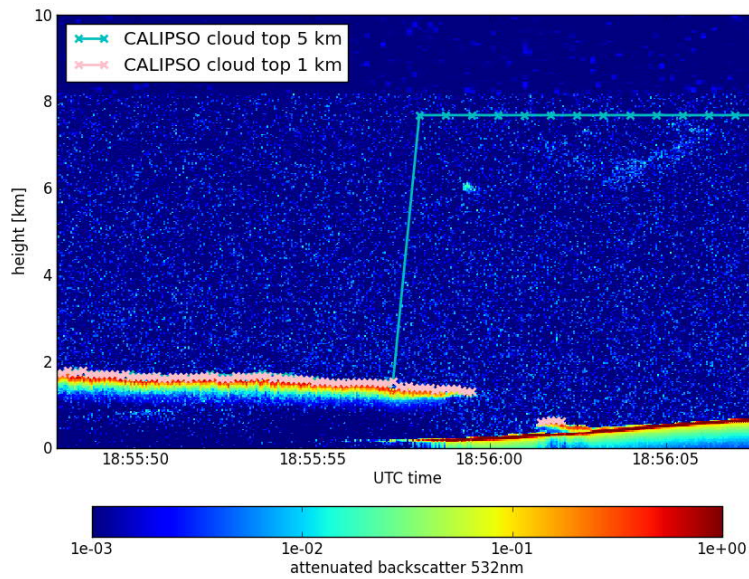 10
CALIPSO cloud top 5 km
CALIPSO cloud top 1 km
8
6
height [km]
4
2
0
18:55:50 18:55:55 18:56:00 18:56:05
UTC time
1e-03 1e-02 1e-01 1e+00
attenuated backscatter 532nm